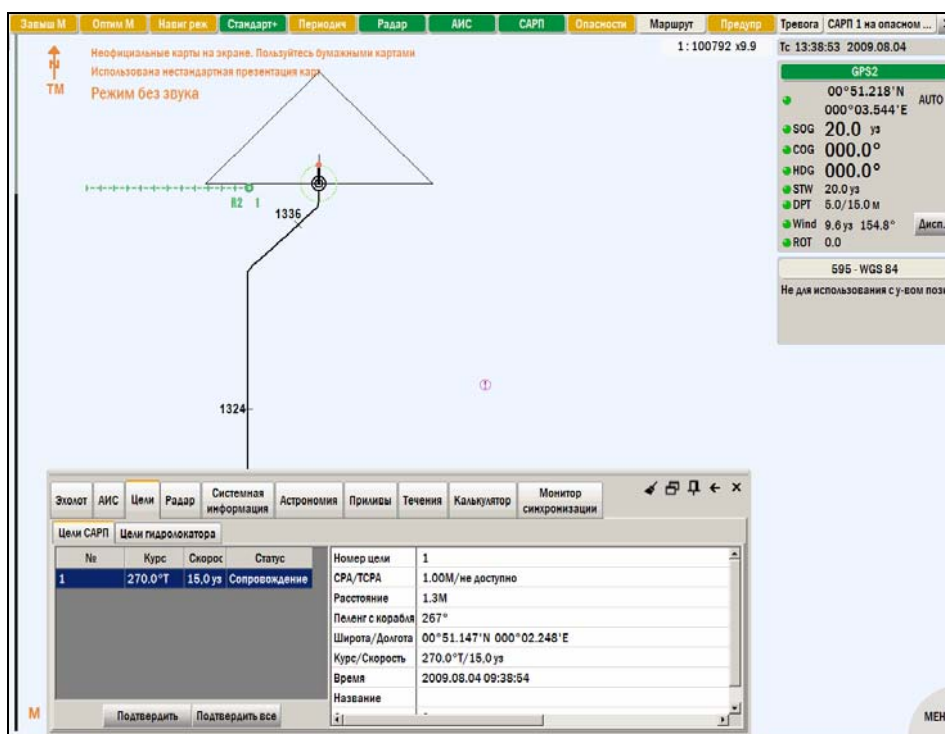 Завыш М Оптим М Навиг реж Стандарт+ Периодич Радар АИС САРП Опасности Маршрут Предупр Тревога САРП 1 на опасном ...
1:100792 x9.9
Тс 13:38:53 2009.08.04
N
ТМ
Неофициальные карты на экране. Пользуйтесь бумажными картами
Использована нестандартная презентация карт
Режим без звука
GPS2
00°51.218'N
000°03.544'E
AUTO
SOG 20.0 уз
COG 000.0°
HDG 000.0°
STW 20.0 уз
DPT 5.0/15.0 м
Wind 9.6 уз 154.8° Дисп.
ROT 0.0
595 - WGS 84
Не для использования с у-вом поз
R2 1
1336
1324
Эхолот АИС Цели Радар Системная информация Астрономия Приливы Течения Калькулятор Монитор синхронизации
Цели САРП Цели гидролокатора
№ Курс Скорос Статус
1 270.0°T 15,0 уз Сопровождение
Номер цели 1
CPA/TCPA 1.00М/не доступно
Расстояние 1.3М
Пеленг с корабля 267°
Широта/Долгота 00°51.147'N 000°02.248'E
Курс/Скорость 270.0°T/15.0 уз
Время 2009.08.04 09:38:54
Название
Подтвердить Подтвердить все
М
МЕН